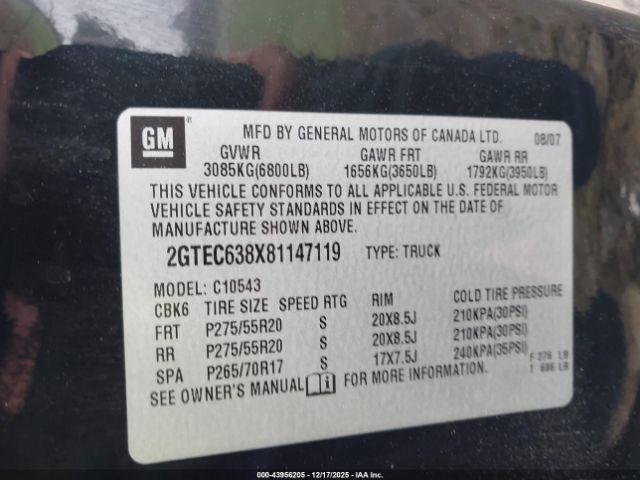 GM
MFD BY GENERAL MOTORS OF CANADA LTD. 08/07
GVWR GAWR FRT GAWR RR
3085KG(6800LB) 1656KG(3650LB) 1792KG(3950LB)
THIS VEHICLE CONFORMS TO ALL APPLICABLE U.S. FEDERAL MOTOR
VEHICLE SAFETY STANDARDS IN EFFECT ON THE DATE OF
MANUFACTURE SHOWN ABOVE.
2GTEC638X81147119 TYPE: TRUCK
MODEL: C10543
CBK6 TIRE SIZE SPEED RTG RIM COLD TIRE PRESSURE
FRT P275/55R20 S 20X8.5J 210KPA(30PSI)
RR P275/55R20 S 20X8.5J 210KPA(30PSI)
SPA P265/70R17 S 17X7.5J 240KPA(35PSI)
F 276 LB
SEE OWNER'S MANUAL FOR MORE INFORMATION.
686 LB
000-43956205 - 12/17/2025 - IAA Inc.